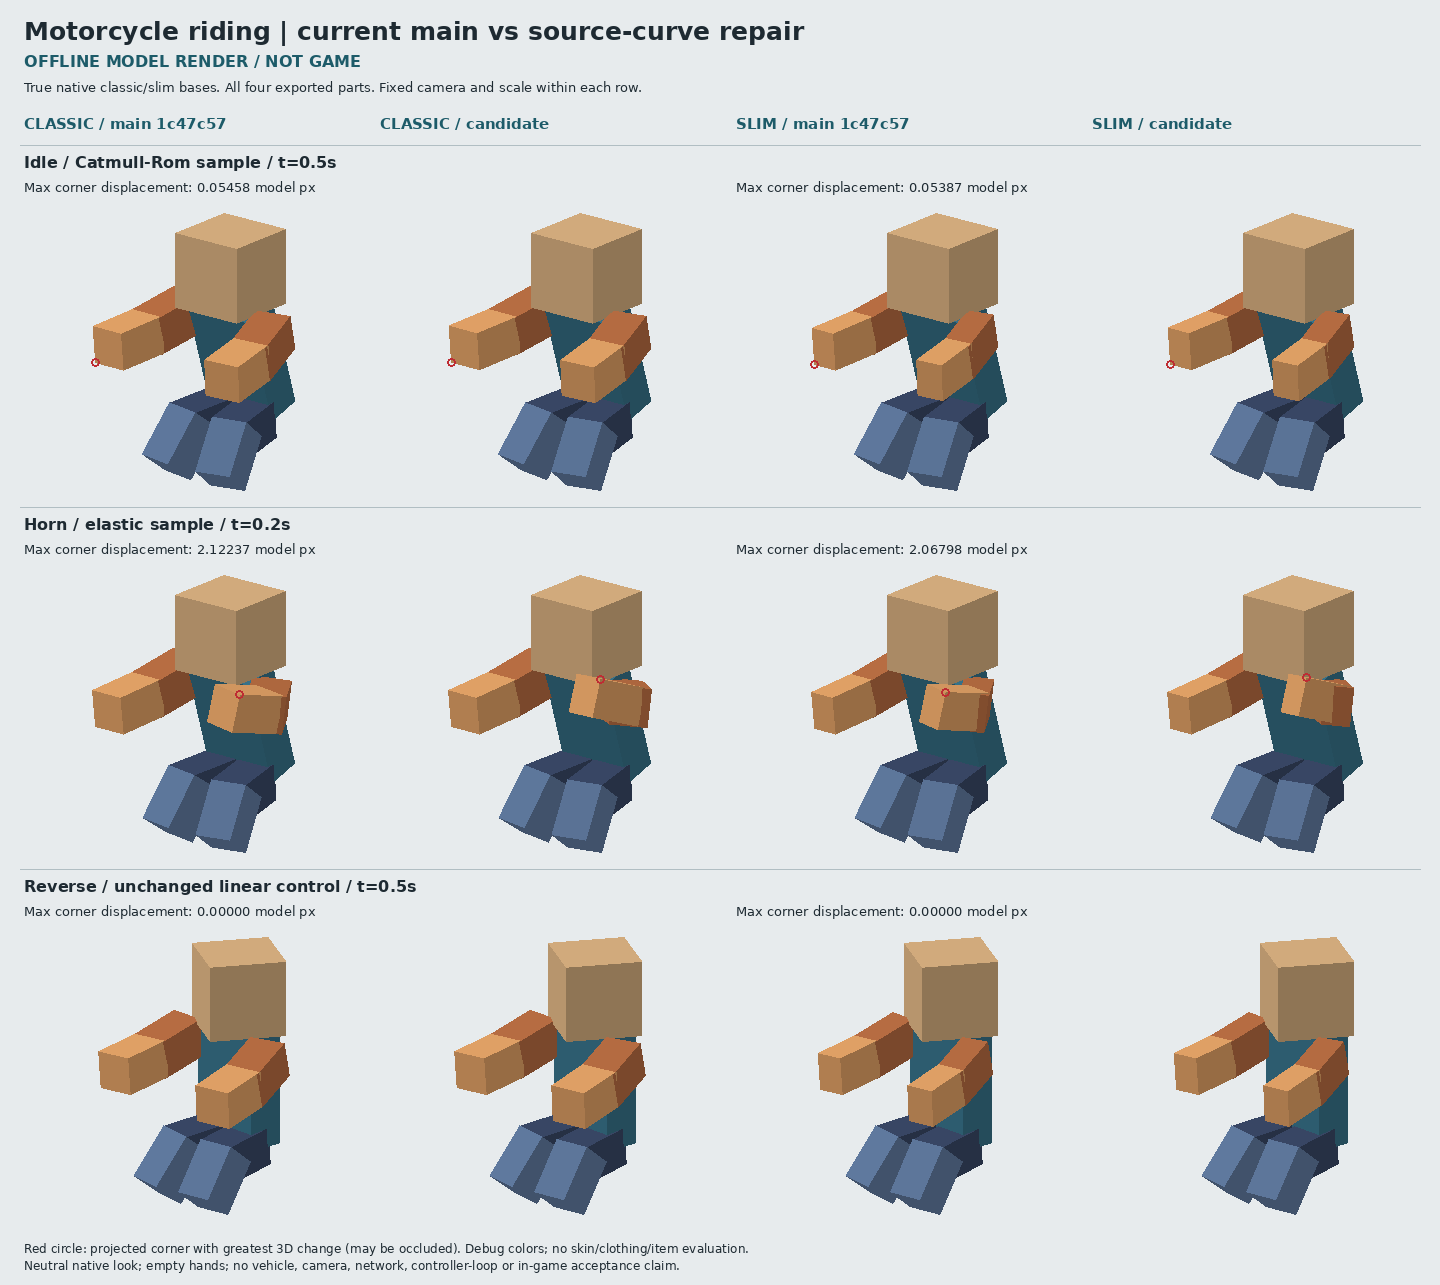 Motorcycle riding | current main vs source-curve repair
OFFLINE MODEL RENDER / NOT GAME
True native classic/slim bases. All four exported parts. Fixed camera and scale within each row.
CLASSIC / main 1c47c57
CLASSIC / candidate
SLIM / main 1c47c57
SLIM / candidate
Idle / Catmull-Rom sample / t=0.5s
Max corner displacement: 0.05458 model px
Max corner displacement: 0.05387 model px
Horn / elastic sample / t=0.2s
Max corner displacement: 2.12237 model px
Max corner displacement: 2.06798 model px
Reverse / unchanged linear control / t=0.5s
Max corner displacement: 0.00000 model px
Max corner displacement: 0.00000 model px
Red circle: projected corner with greatest 3D change (may be occluded). Debug colors; no skin/clothing/item evaluation.
Neutral native look; empty hands; no vehicle, camera, network, controller-loop or in-game acceptance claim.